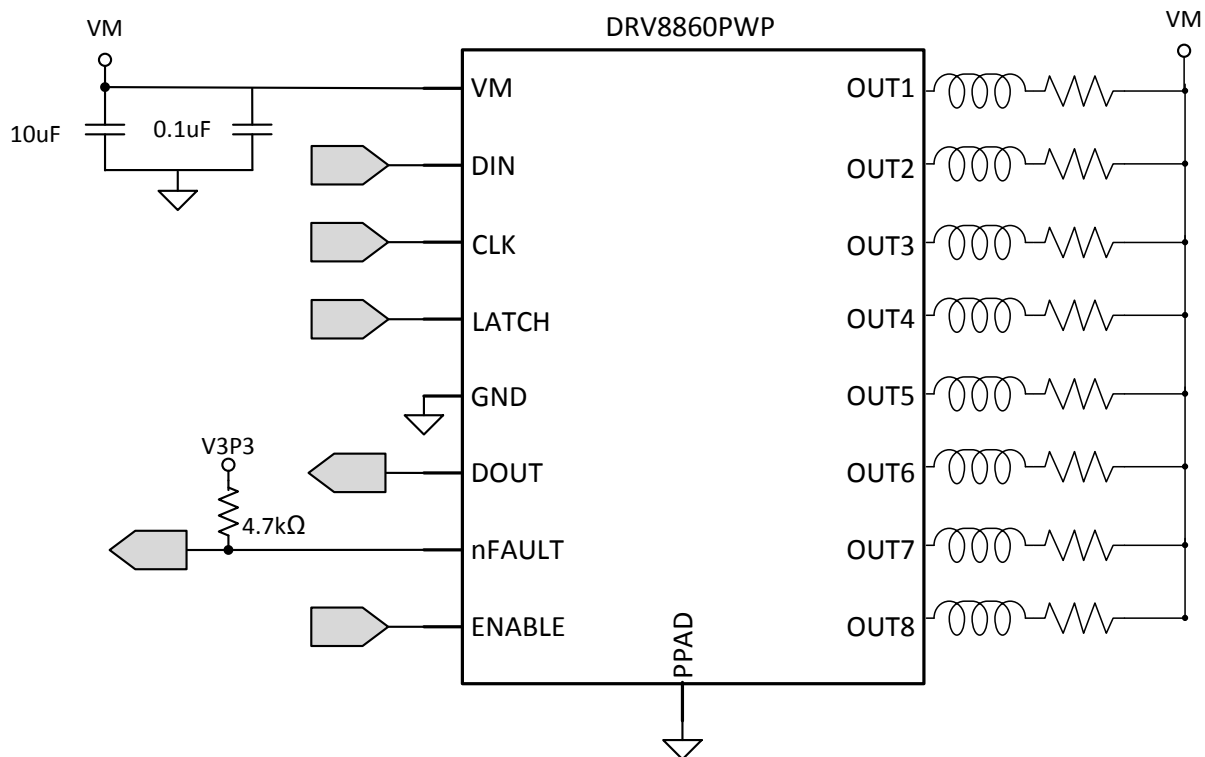 DRV8860PWP
VM
VM
VM
OUT1
10uF
0.1uF
DIN
OUT2
CLK
OUT3
LATCH
OUT4
GND
OUT5
V3P3
DOUT
OUT6
4.7kΩ
nFAULT
OUT7
ENABLE
OUT8
PPAD